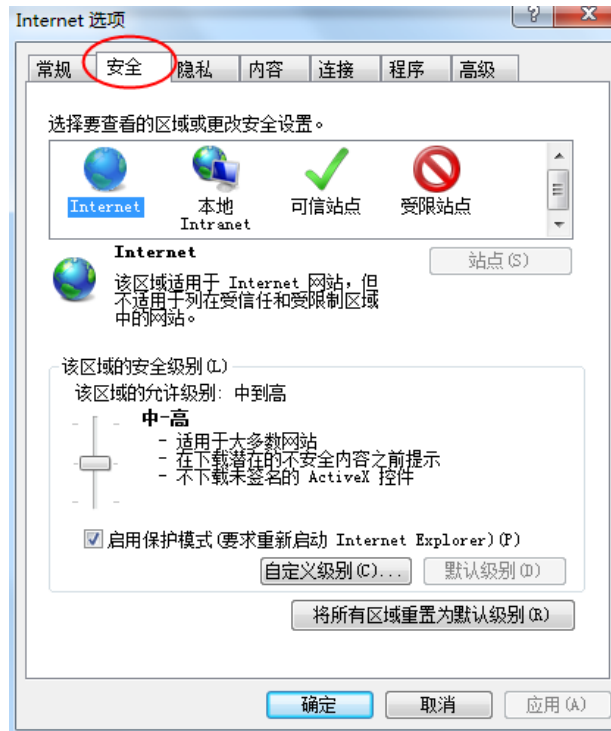 Internet 选项
?
常规 安全 隐私 内容 连接 程序 高级
选择要查看的区域或更改安全设置。
Internet 本地 Intranet 可信站点 受限站点
Internet
站点(S)
该区域适用于 Internet 网站，但
不适用于列在受信任和受限制区域
中的网站。
该区域的安全级别(L)
该区域的允许级别: 中到高
中-高
- 适用于大多数网站
- 在下载潜在的不安全内容之前提示
- 不下载未签名的 ActiveX 控件
启用保护模式(要求重新启动 Internet Explorer)(P)
自定义级别(C)... 默认级别(D)
将所有区域重置为默认级别(R)
确定 取消 应用(A)